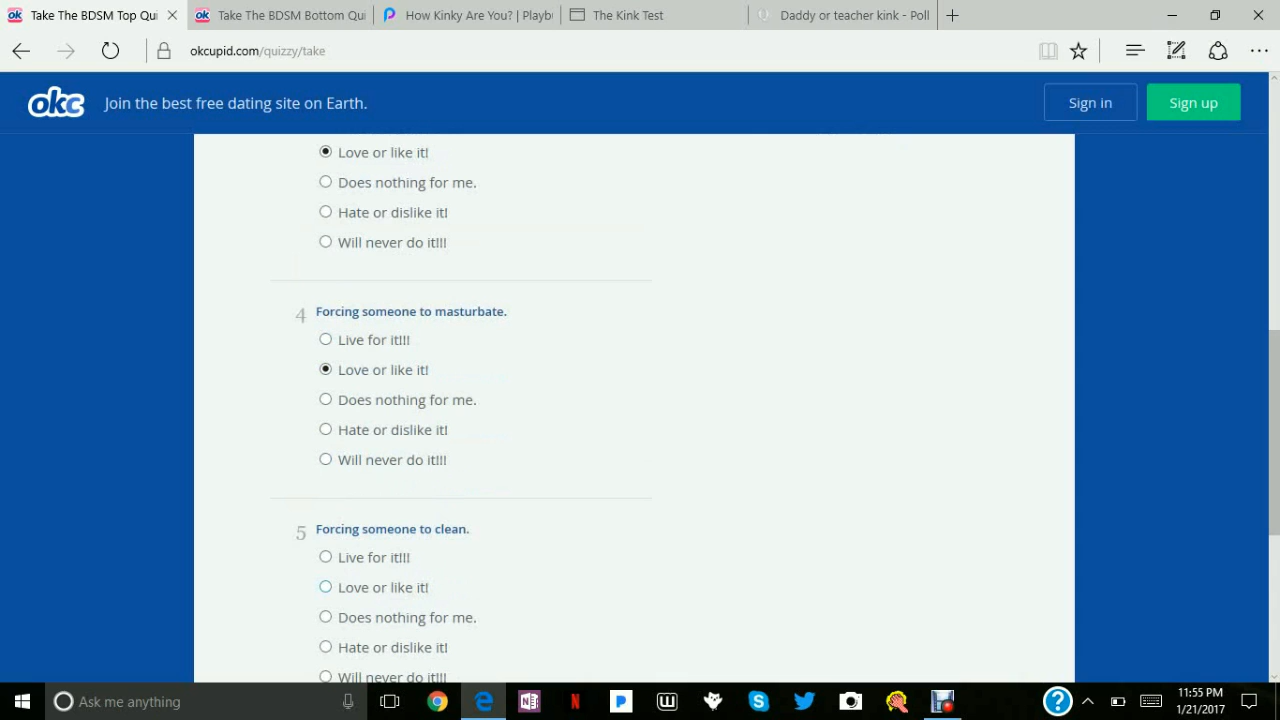 Take The BDSM Top Qui
Take The BDSM Bottom Qui
How Kinky Are You? | Playb
The Kink Test
Daddy or teacher kink - Poll
okcupid.com/quizzy/take
okc
Join the best free dating site on Earth.
Sign in
Sign up
Love or like it!
Does nothing for me.
Hate or dislike it!
Will never do it!!!
4 Forcing someone to masturbate.
Live for it!!!
Love or like it!
Does nothing for me.
Hate or dislike it!
Will never do it!!!
5 Forcing someone to clean.
Live for it!!!
Love or like it!
Does nothing for me.
Hate or dislike it!
Will never do it!!!
Ask me anything
11:55 PM
1/21/2017